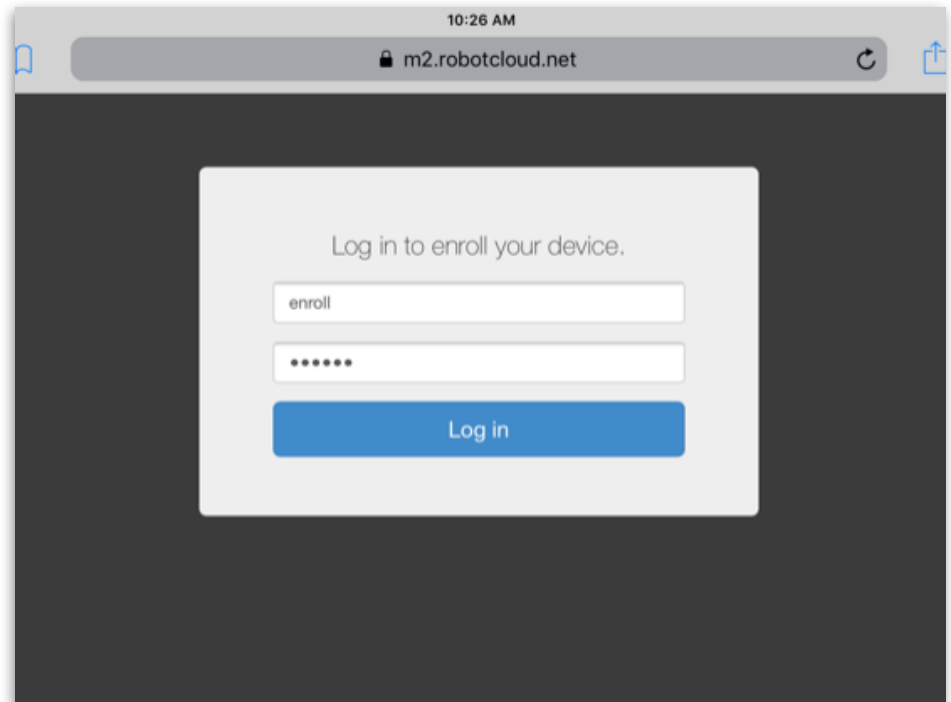 10:26 AM
m2.robotcloud.net
Log in to enroll your device.
enroll
••••••
Log in